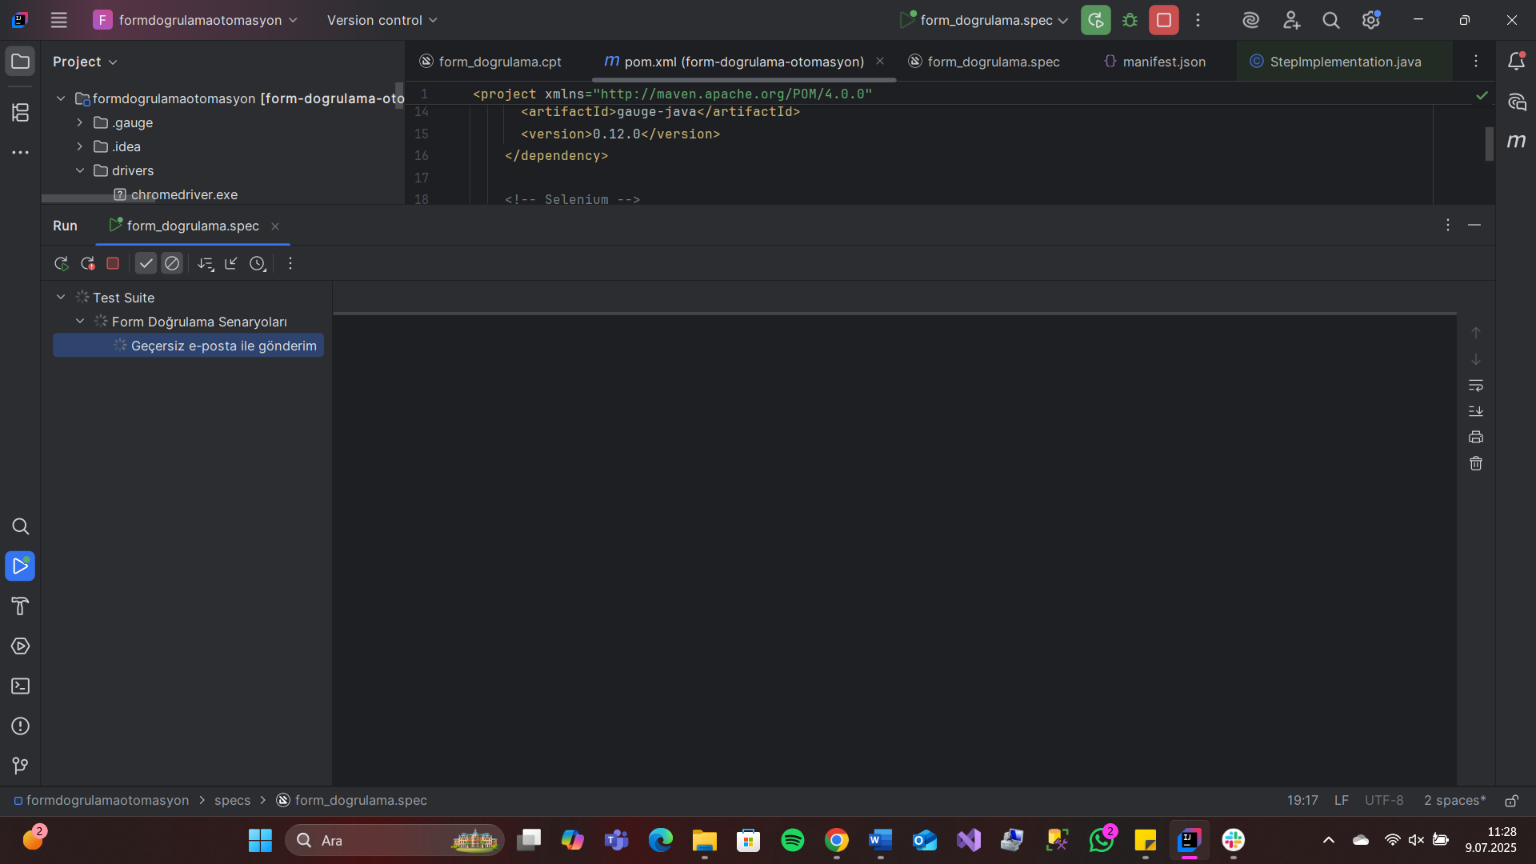 F formdogrulamaotomasyon Version control form_dogrulama.spec
Project form_dogrulama.cpt m pom.xml (form-dogrulama-otomasyon) form_dogrulama.spec {} manifest.json © StepImplementation.java
formdogrulamaotomasyon [form-dogrulama-oto
.gauge
.idea
drivers
chromedriver.exe
1 <project xmlns="http://maven.apache.org/POM/4.0.0"
14 <artifactId>gauge-java</artifactId>
15 <version>0.12.0</version>
16 </dependency>
17
18 <!-- Selenium -->
m
Run form_dogrulama.spec
Test Suite
Form Doğrulama Senaryoları
Geçersiz e-posta ile gönderim
formdogrulamaotomasyon > specs > form_dogrulama.spec 19:17 LF UTF-8 2 spaces*
2 Ara 2 11:28
9.07.2025